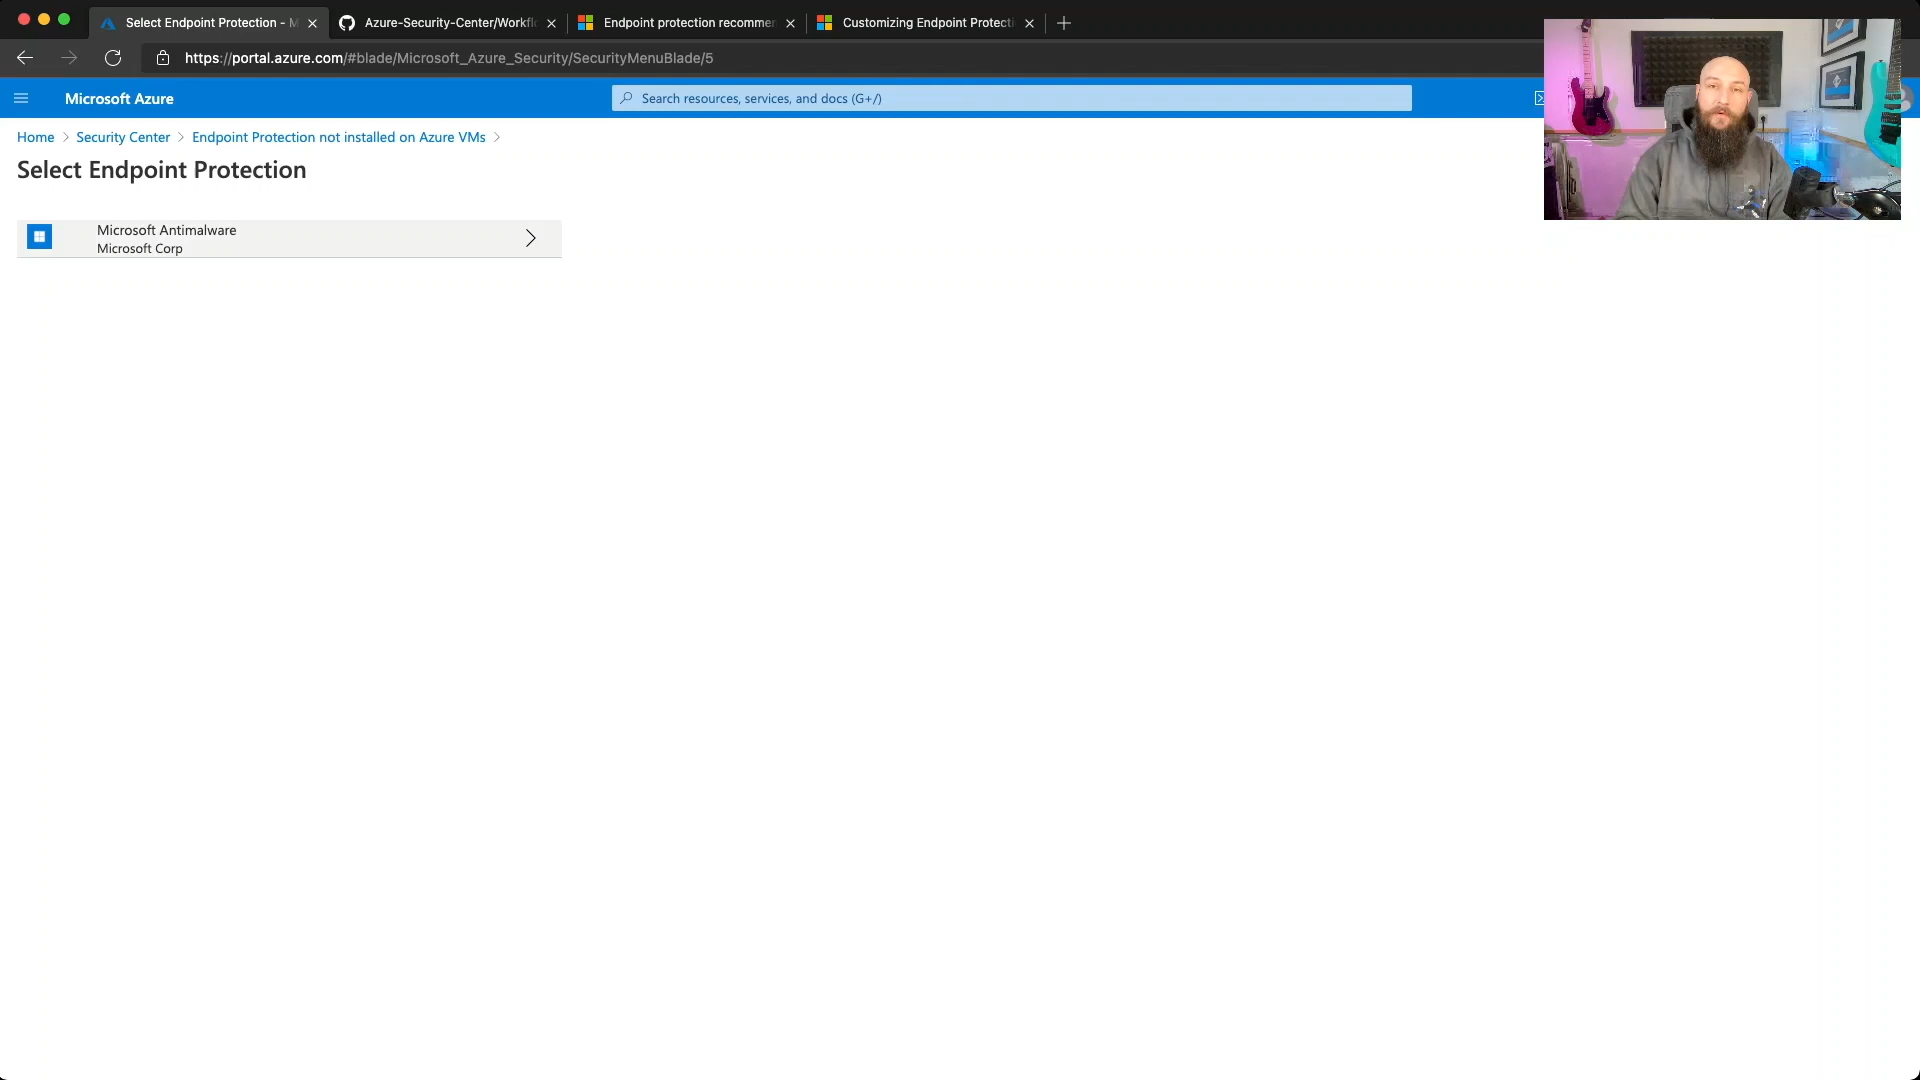 Select Endpoint Protection - M
Azure-Security-Center/Workflo
Endpoint protection recommen
Customizing Endpoint Protecti
https://portal.azure.com/#blade/Microsoft_Azure_Security/SecurityMenuBlade/5
Microsoft Azure
Search resources, services, and docs (G+/)
Home > Security Center > Endpoint Protection not installed on Azure VMs >
Select Endpoint Protection
Microsoft Antimalware
Microsoft Corp